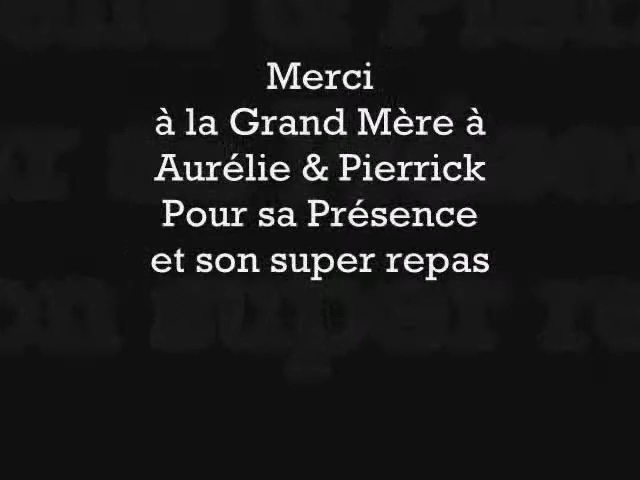 Merci
à la Grand Mère à
Aurélie & Pierrick
Pour sa Présence
et son super repas